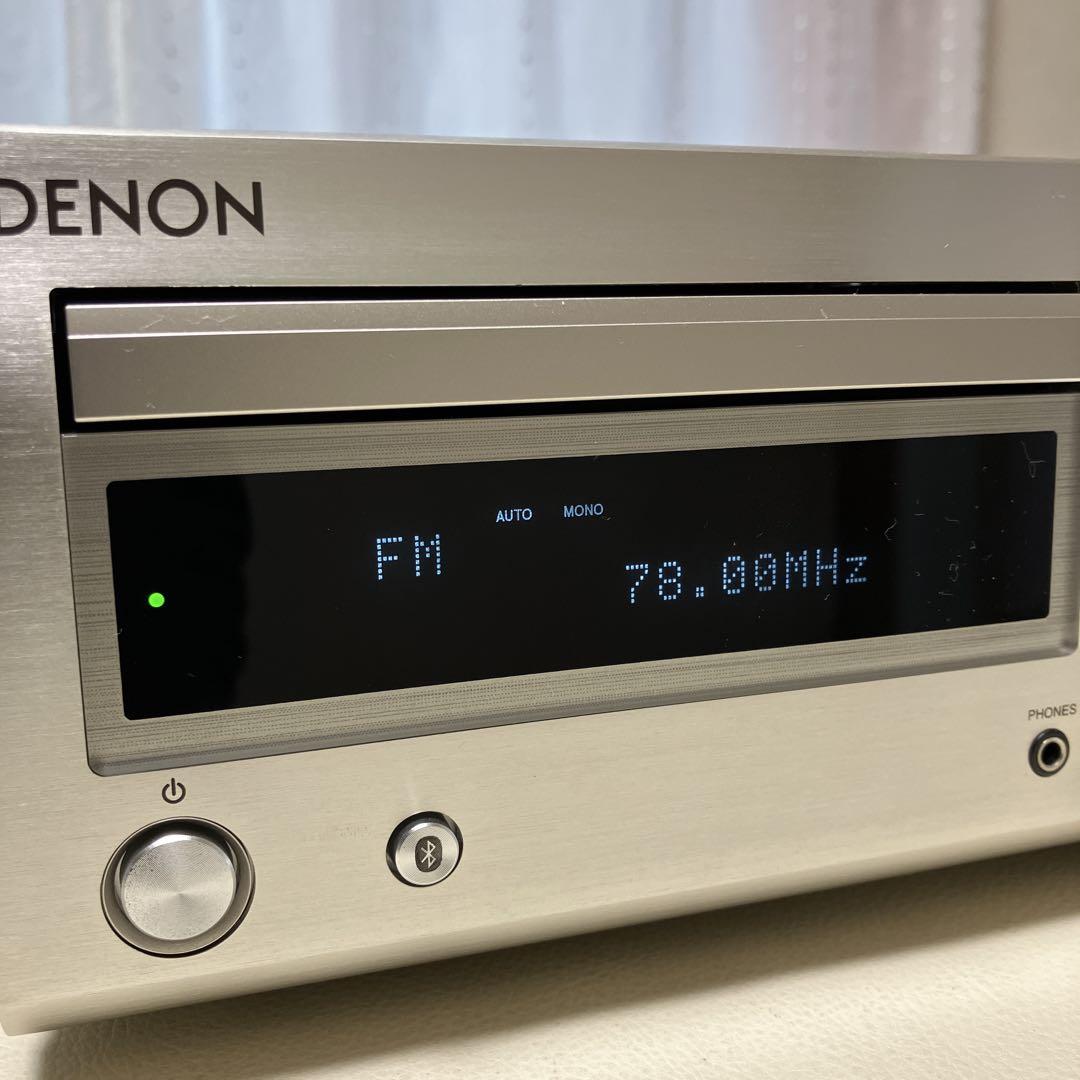 DENON
AUTO MONO
FM
78.00MHz
PHONES